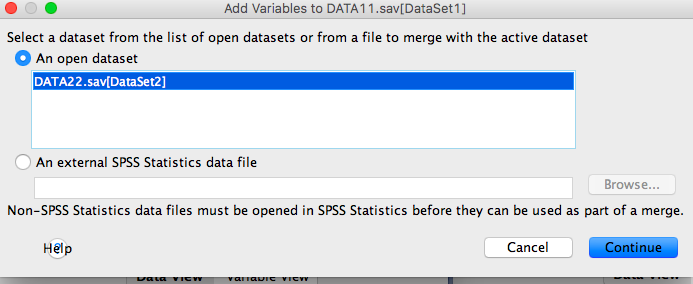 Add Variables to DATA11.sav[DataSet1]
Select a dataset from the list of open datasets or from a file to merge with the active dataset
An open dataset
DATA22.sav[DataSet2]
An external SPSS Statistics data file
Browse...
Non-SPSS Statistics data files must be opened in SPSS Statistics before they can be used as part of a merge.
Help Cancel Continue
Data View Variable View Data View